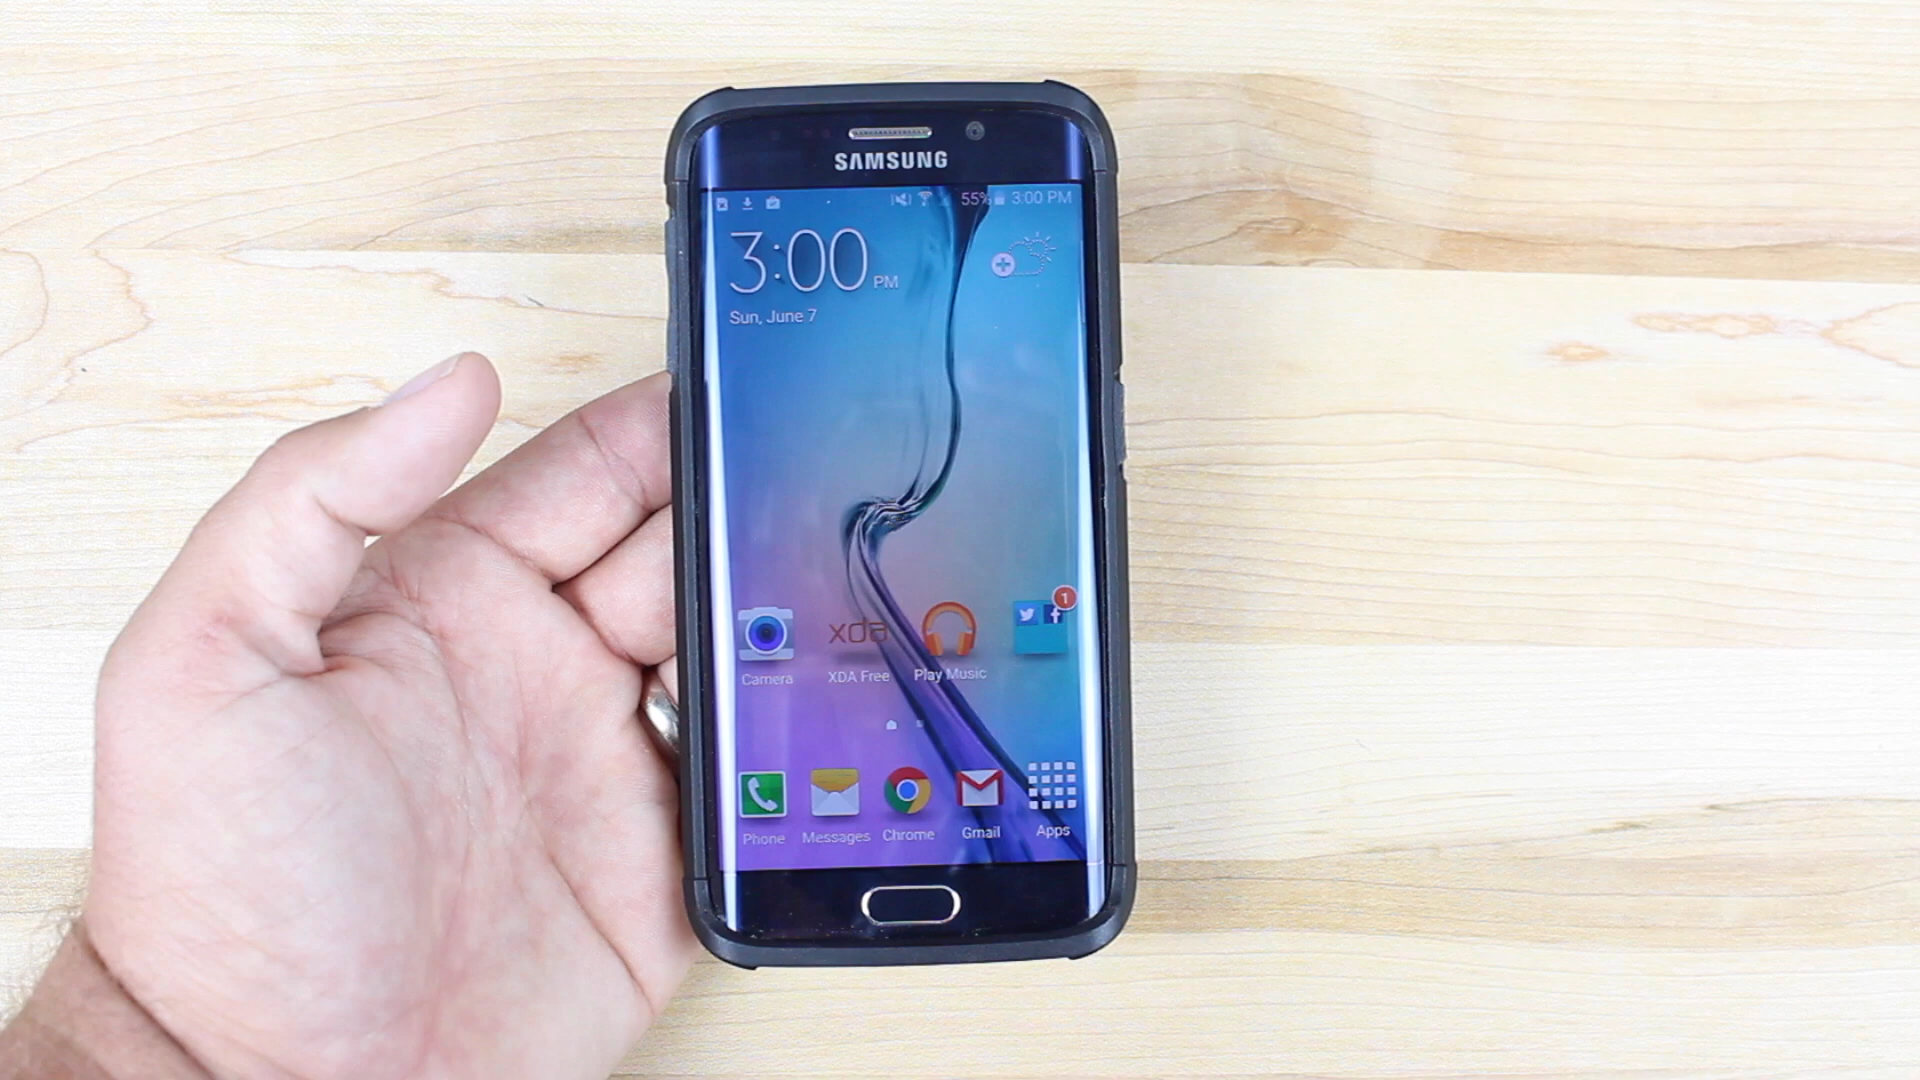 SAMSUNG
55% 3:00 PM
3:00 PM
Sun, June 7
1
xda
Camera XDA Free Play Music
Phone Messages Chrome Gmail Apps